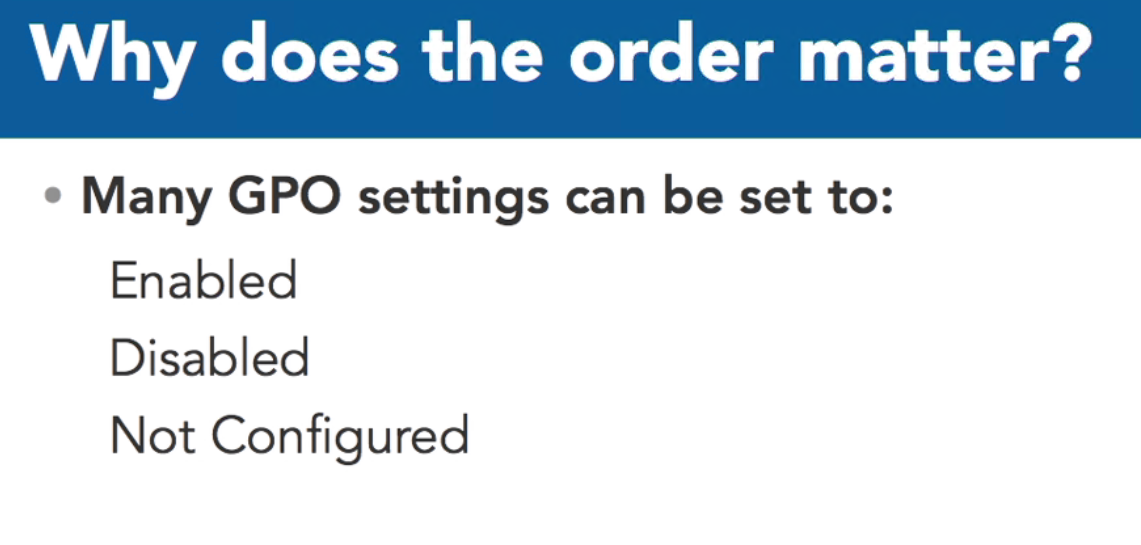 Why does the order matter?
• Many GPO settings can be set to:
Enabled
Disabled
Not Configured